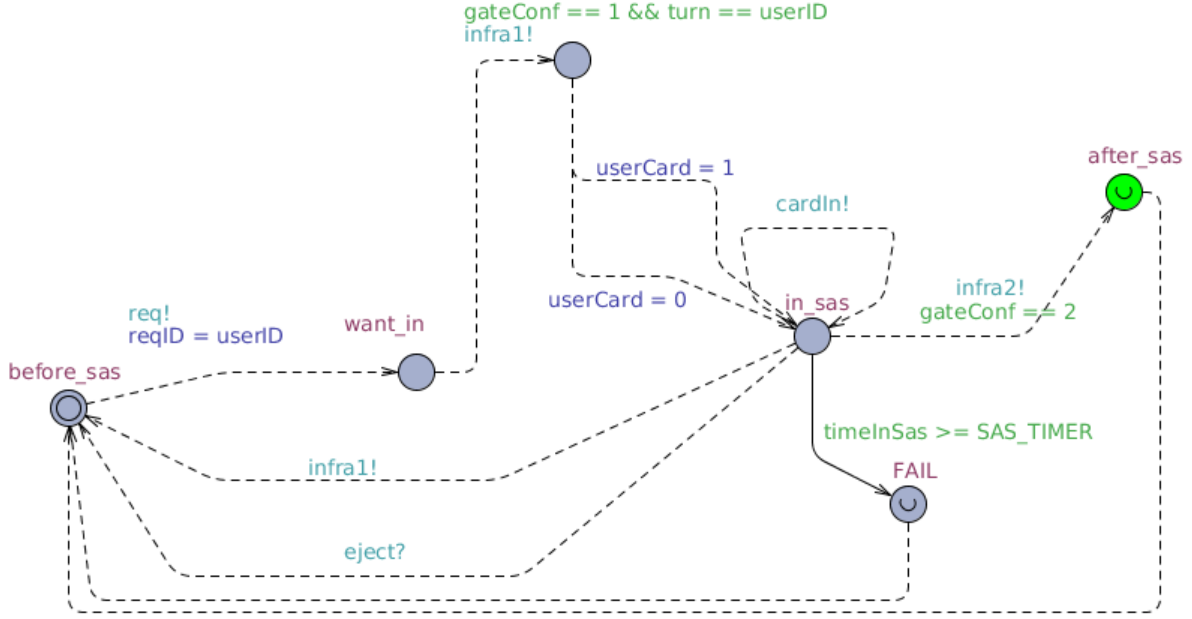 gateConf == 1 && turn == userID
infra1!
after_sas
userCard = 1
cardIn!
infra2!
gateConf == 2
userCard = 0
in_sas
req!
reqID = userID
want_in
before_sas
timeInSas >= SAS_TIMER
infra1!
FAIL
eject?